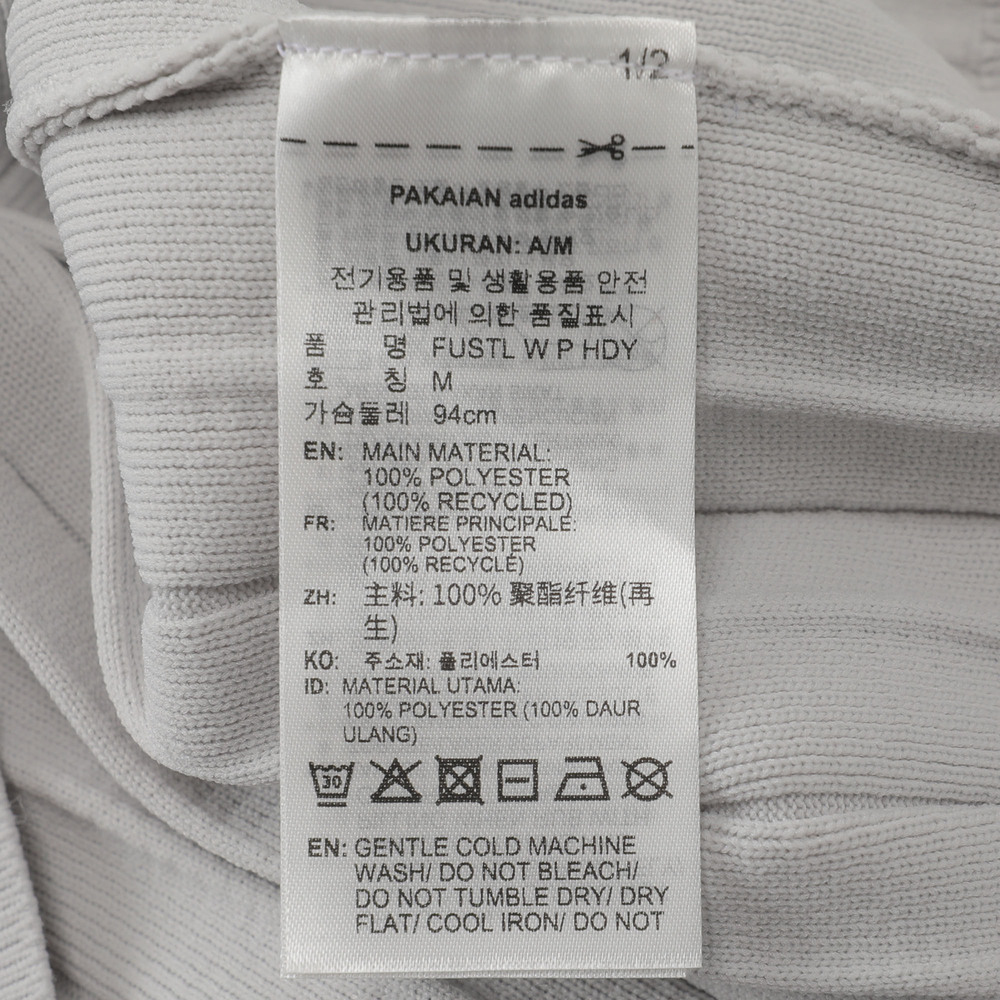 1/2
PAKAIAN adidas
UKURAN: A/M
전기용품 및 생활용품 안전
관리법에 의한 품질표시
품 명 FUSTL W P HDY
호 칭 M
가슴둘레 94cm
EN: MAIN MATERIAL:
100% POLYESTER
(100% RECYCLED)
FR: MATIERE PRINCIPALE:
100% POLYESTER
(100% RECYCLÉ)
ZH: 主料: 100% 聚酯纤维(再
生)
KO: 주소재: 폴리에스터 100%
ID: MATERIAL UTAMA:
100% POLYESTER (100% DAUR
ULANG)
30
EN: GENTLE COLD MACHINE
WASH/ DO NOT BLEACH/
DO NOT TUMBLE DRY/ DRY
FLAT/ COOL IRON/ DO NOT